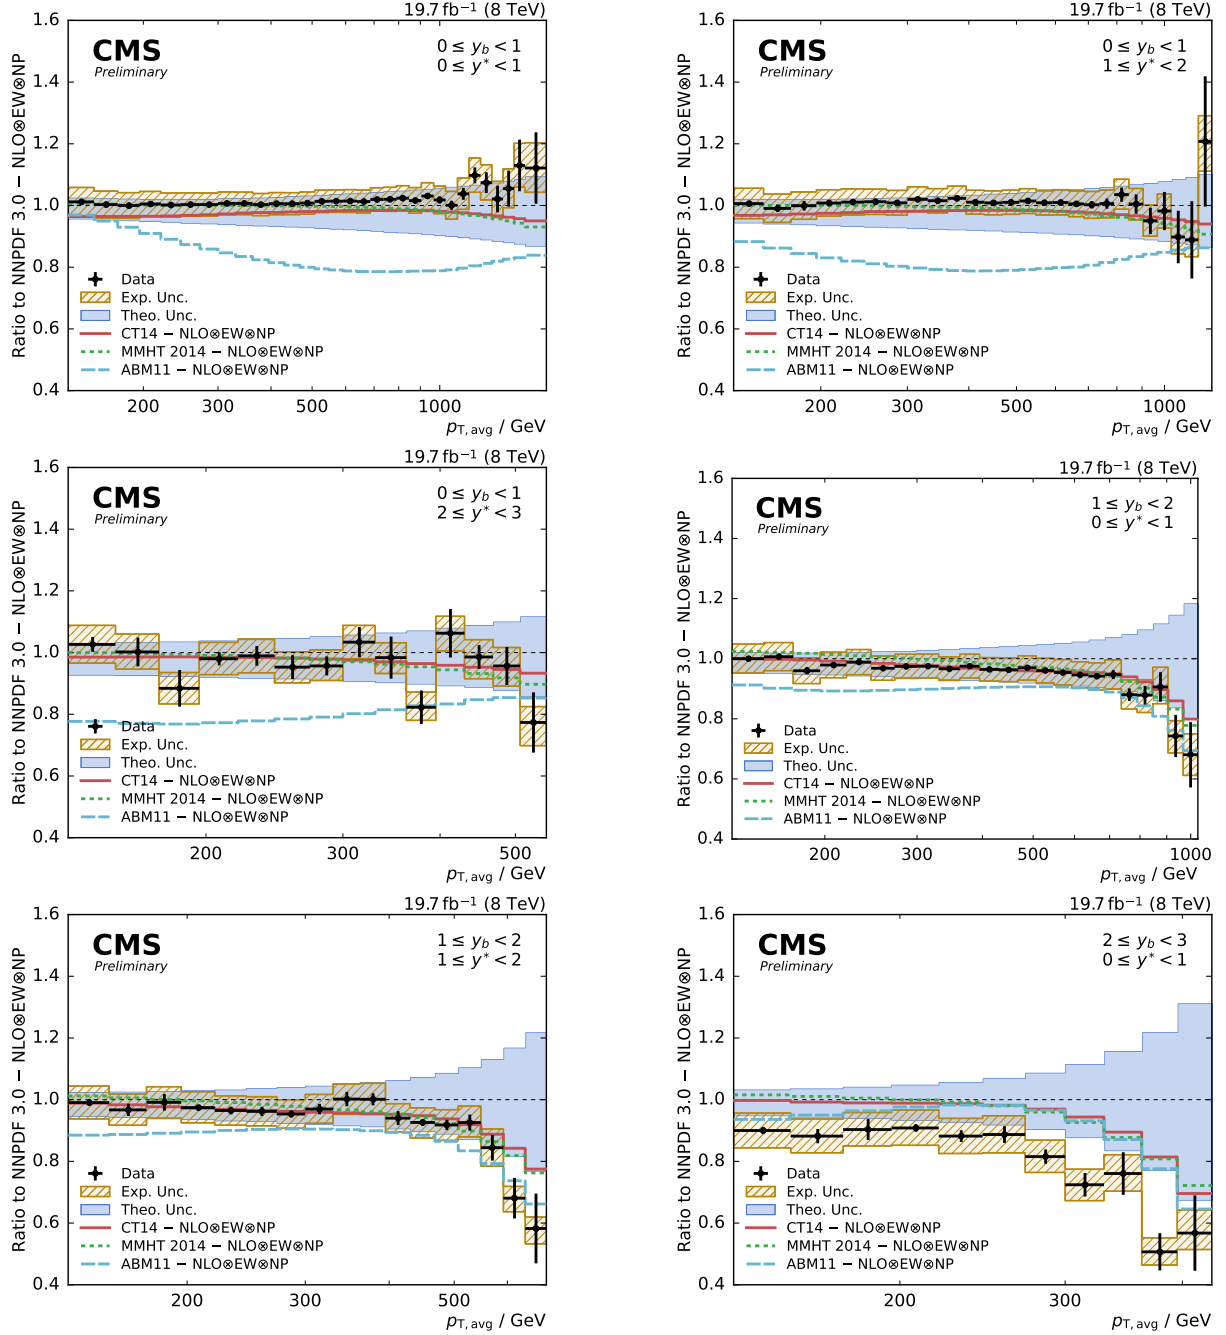 19.7 fb⁻¹ (8 TeV)
CMS
Preliminary
0 ≤ y_b < 1
0 ≤ y* < 1
Ratio to NNPDF 3.0 − NLO⊗EW⊗NP
1.6
1.4
1.2
1.0
0.8
0.6
0.4
Data
Exp. Unc.
Theo. Unc.
CT14 − NLO⊗EW⊗NP
MMHT 2014 − NLO⊗EW⊗NP
ABM11 − NLO⊗EW⊗NP
200 300 500 1000
p_T,avg / GeV
19.7 fb⁻¹ (8 TeV)
CMS
Preliminary
0 ≤ y_b < 1
1 ≤ y* < 2
Ratio to NNPDF 3.0 − NLO⊗EW⊗NP
1.6
1.4
1.2
1.0
0.8
0.6
0.4
Data
Exp. Unc.
Theo. Unc.
CT14 − NLO⊗EW⊗NP
MMHT 2014 − NLO⊗EW⊗NP
ABM11 − NLO⊗EW⊗NP
200 300 500 1000
p_T,avg / GeV
19.7 fb⁻¹ (8 TeV)
CMS
Preliminary
0 ≤ y_b < 1
2 ≤ y* < 3
Ratio to NNPDF 3.0 − NLO⊗EW⊗NP
1.6
1.4
1.2
1.0
0.8
0.6
0.4
Data
Exp. Unc.
Theo. Unc.
CT14 − NLO⊗EW⊗NP
MMHT 2014 − NLO⊗EW⊗NP
ABM11 − NLO⊗EW⊗NP
200 300 500
p_T,avg / GeV
19.7 fb⁻¹ (8 TeV)
CMS
Preliminary
1 ≤ y_b < 2
0 ≤ y* < 1
Ratio to NNPDF 3.0 − NLO⊗EW⊗NP
1.6
1.4
1.2
1.0
0.8
0.6
0.4
Data
Exp. Unc.
Theo. Unc.
CT14 − NLO⊗EW⊗NP
MMHT 2014 − NLO⊗EW⊗NP
ABM11 − NLO⊗EW⊗NP
200 300 500 1000
p_T,avg / GeV
19.7 fb⁻¹ (8 TeV)
CMS
Preliminary
1 ≤ y_b < 2
1 ≤ y* < 2
Ratio to NNPDF 3.0 − NLO⊗EW⊗NP
1.6
1.4
1.2
1.0
0.8
0.6
0.4
Data
Exp. Unc.
Theo. Unc.
CT14 − NLO⊗EW⊗NP
MMHT 2014 − NLO⊗EW⊗NP
ABM11 − NLO⊗EW⊗NP
200 300 500
p_T,avg / GeV
19.7 fb⁻¹ (8 TeV)
CMS
Preliminary
2 ≤ y_b < 3
0 ≤ y* < 1
Ratio to NNPDF 3.0 − NLO⊗EW⊗NP
1.6
1.4
1.2
1.0
0.8
0.6
0.4
Data
Exp. Unc.
Theo. Unc.
CT14 − NLO⊗EW⊗NP
MMHT 2014 − NLO⊗EW⊗NP
ABM11 − NLO⊗EW⊗NP
200 300
p_T,avg / GeV